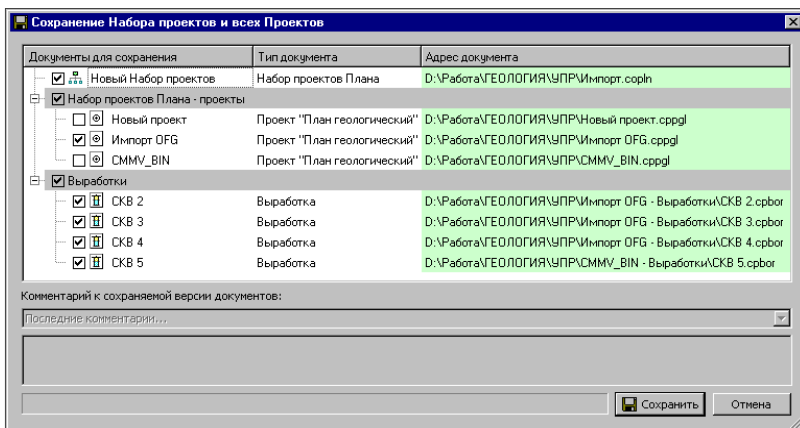 Сохранение Набора проектов и всех Проектов
Документы для сохранения Тип документа Адрес документа
Новый Набор проектов Набор проектов Плана D:\Работа\ГЕОЛОГИЯ\УПР\Импорт.copln
Набор проектов Плана - проекты
Новый проект Проект "План геологический" D:\Работа\ГЕОЛОГИЯ\УПР\Новый проект.cppgl
Импорт OFG Проект "План геологический" D:\Работа\ГЕОЛОГИЯ\УПР\Импорт OFG.cppgl
CMMV_BIN Проект "План геологический" D:\Работа\ГЕОЛОГИЯ\УПР\CMMV_BIN.cppgl
Выработки
СКВ 2 Выработка D:\Работа\ГЕОЛОГИЯ\УПР\Импорт OFG - Выработки\СКВ 2.cpbor
СКВ 3 Выработка D:\Работа\ГЕОЛОГИЯ\УПР\Импорт OFG - Выработки\СКВ 3.cpbor
СКВ 4 Выработка D:\Работа\ГЕОЛОГИЯ\УПР\Импорт OFG - Выработки\СКВ 4.cpbor
СКВ 5 Выработка D:\Работа\ГЕОЛОГИЯ\УПР\CMMV_BIN - Выработки\СКВ 5.cpbor
Комментарий к сохраняемой версии документов:
Последние комментарии...
Сохранить Отмена